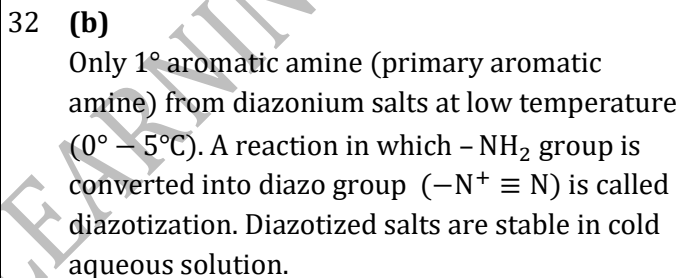 32 (b)
Only 1° aromatic amine (primary aromatic
amine) from diazonium salts at low temperature
(0° − 5°C). A reaction in which – NH₂ group is
converted into diazo group (−N⁺ ≡ N) is called
diazotization. Diazotized salts are stable in cold
aqueous solution.
LEARNIN